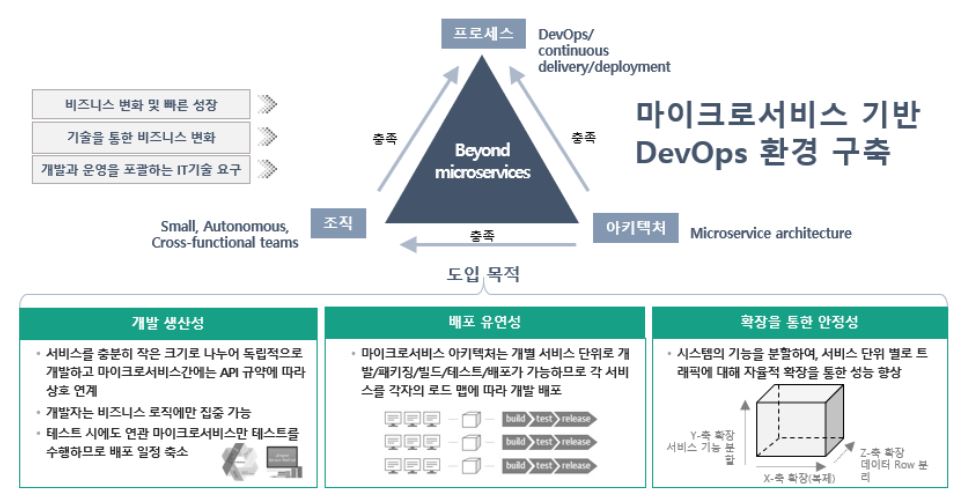 프로세스
DevOps/
continuous
delivery/deployment
비즈니스 변화 및 빠른 성장
기술을 통한 비즈니스 변화
개발과 운영을 포괄하는 IT기술 요구
충족
충족
Beyond
microservices
마이크로서비스 기반
DevOps 환경 구축
Small, Autonomous,
Cross-functional teams
조직
충족
아키텍처
Microservice architecture
도입 목적
개발 생산성
• 서비스를 충분히 작은 크기로 나누어 독립적으로
개발하고 마이크로서비스간에는 API 규약에 따라
상호 연계
• 개발자는 비즈니스 로직에만 집중 가능
• 테스트 시에도 연관 마이크로서비스만 테스트를
수행하므로 배포 일정 축소
배포 유연성
• 마이크로서비스 아키텍처는 개별 서비스 단위로 개
발/패키징/빌드/테스트/배포가 가능하므로 각 서비
스를 각자의 로드 맵에 따라 개발 배포
build test release
build test release
build test release
확장을 통한 안정성
• 시스템의 기능을 분할하여, 서비스 단위 별로 트
래픽에 대해 자율적 확장을 통한 성능 향상
Y-축 확장
서비스 기능 분
할
X-축 확장(복제)
Z-축 확장
데이터 Row 분
리